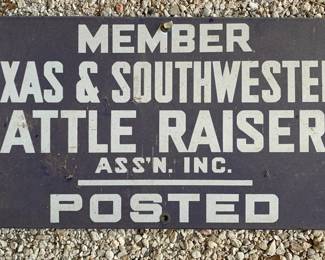 MEMBER
XAS & SOUTHWESTE
ATTLE RAISER
ASS'N. INC.
POSTED